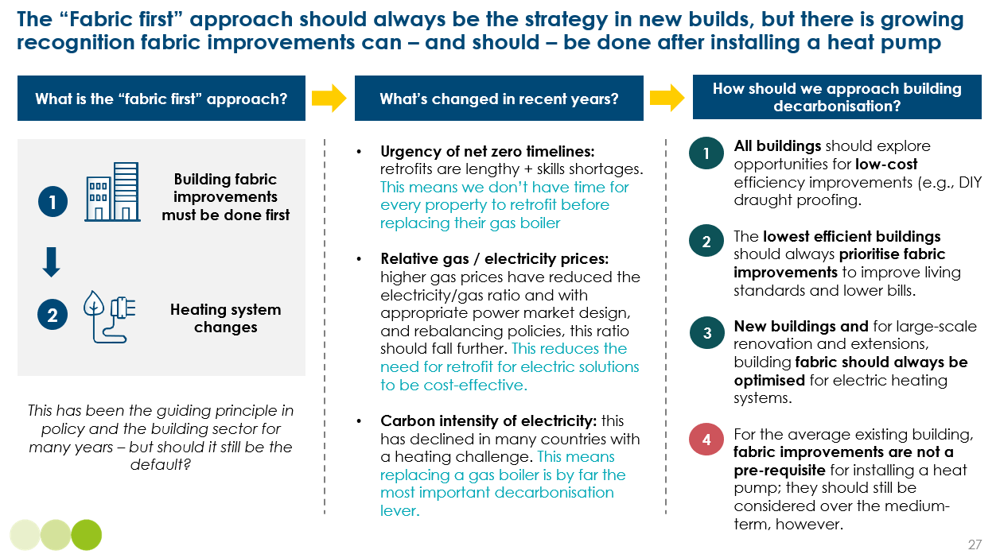 The “Fabric first” approach should always be the strategy in new builds, but there is growing
recognition fabric improvements can – and should – be done after installing a heat pump
What is the “fabric first” approach?
1
Building fabric
improvements
must be done first
2
Heating system
changes
This has been the guiding principle in
policy and the building sector for
many years – but should it still be the
default?
What’s changed in recent years?
• Urgency of net zero timelines:
retrofits are lengthy + skills shortages.
This means we don’t have time for
every property to retrofit before
replacing their gas boiler
• Relative gas / electricity prices:
higher gas prices have reduced the
electricity/gas ratio and with
appropriate power market design,
and rebalancing policies, this ratio
should fall further. This reduces the
need for retrofit for electric solutions
to be cost-effective.
• Carbon intensity of electricity: this
has declined in many countries with
a heating challenge. This means
replacing a gas boiler is by far the
most important decarbonisation
lever.
How should we approach building
decarbonisation?
1
All buildings should explore
opportunities for low-cost
efficiency improvements (e.g., DIY
draught proofing.
2
The lowest efficient buildings
should always prioritise fabric
improvements to improve living
standards and lower bills.
3
New buildings and for large-scale
renovation and extensions,
building fabric should always be
optimised for electric heating
systems.
4
For the average existing building,
fabric improvements are not a
pre-requisite for installing a heat
pump; they should still be
considered over the medium-
term, however.
27